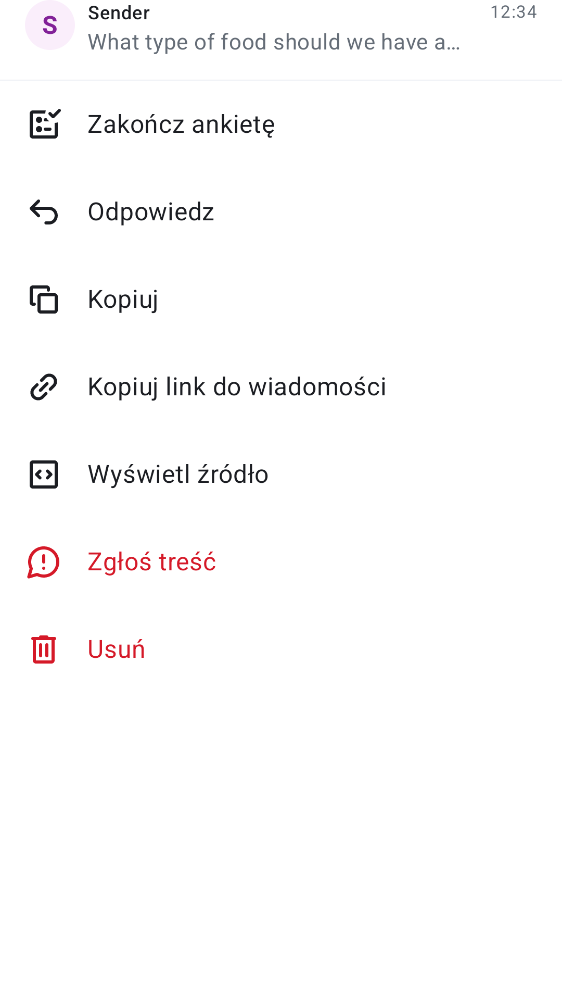 S
Sender
12:34
What type of food should we have a…
Zakończ ankietę
Odpowiedz
Kopiuj
Kopiuj link do wiadomości
Wyświetl źródło
Zgłoś treść
Usuń